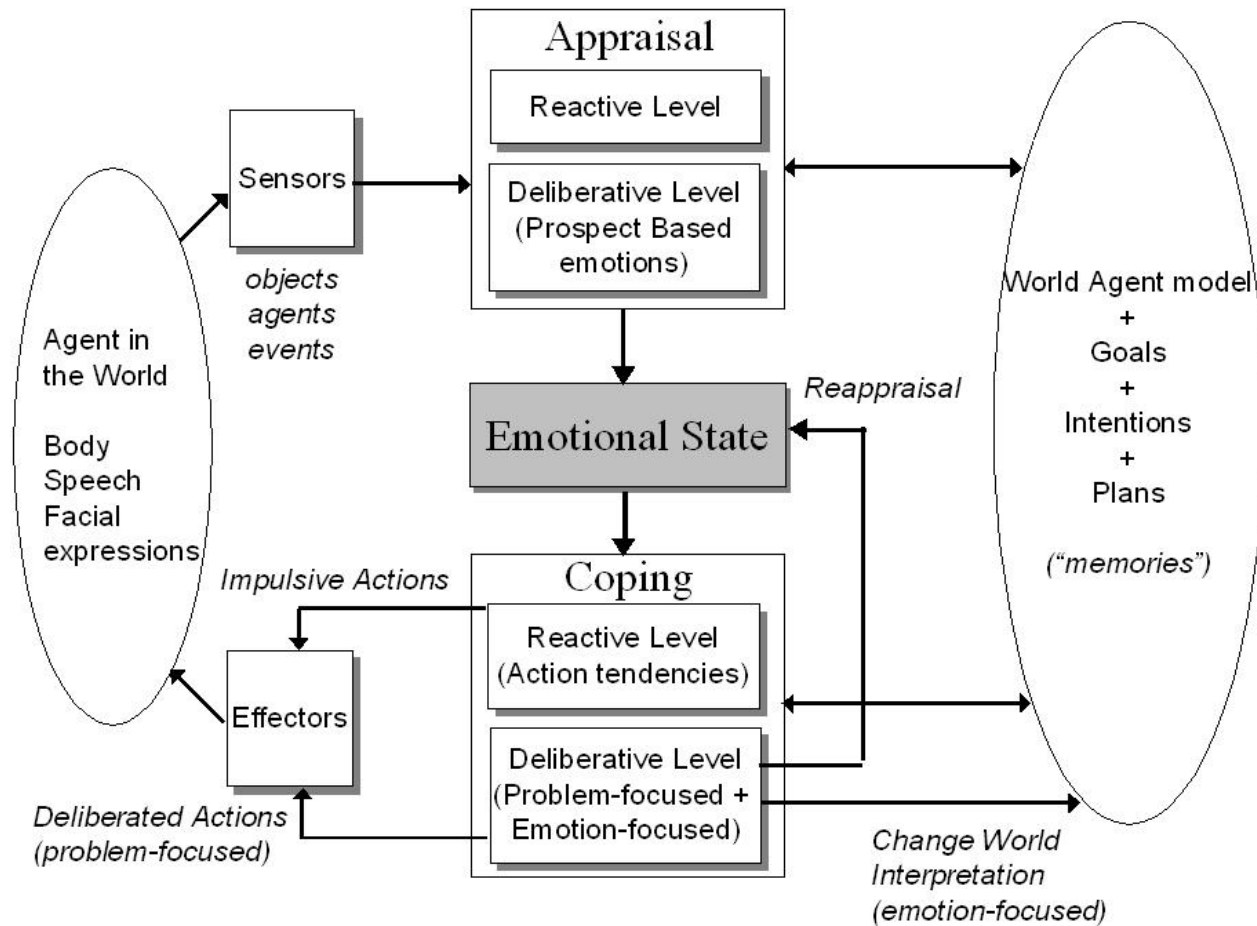 Appraisal
Reactive Level
Deliberative Level
(Prospect Based
emotions)
Sensors
objects
agents
events
Agent in
the World
Body
Speech
Facial
expressions
World Agent model
+
Goals
+
Intentions
+
Plans
(“memories”)
Reappraisal
Emotional State
Coping
Impulsive Actions
Reactive Level
(Action tendencies)
Effectors
Deliberative Level
(Problem-focused +
Emotion-focused)
Deliberated Actions
(problem-focused)
Change World
Interpretation
(emotion-focused)